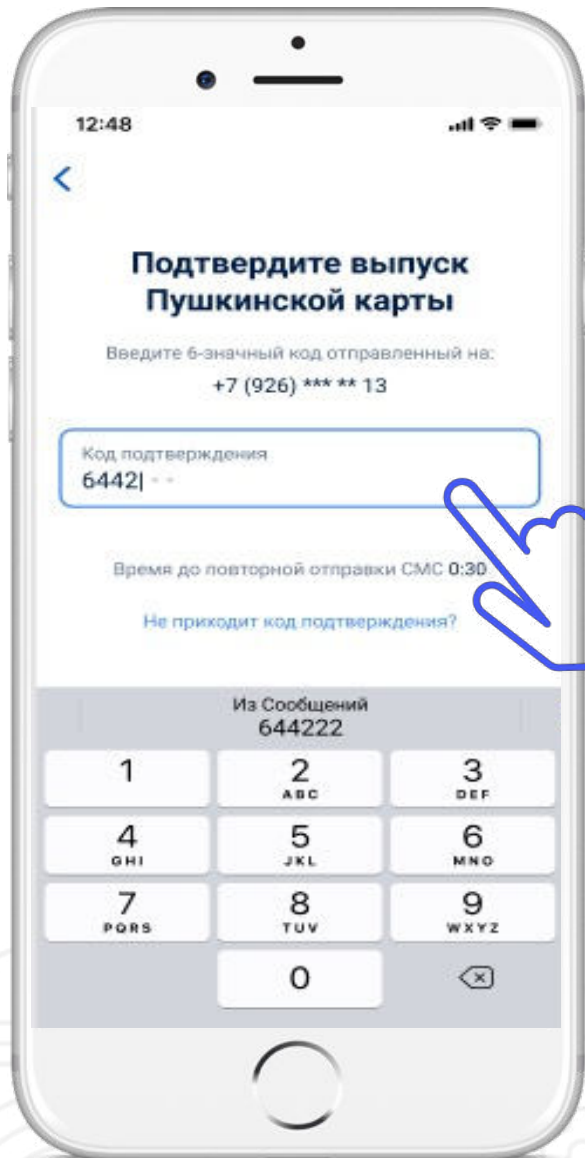 12:48
Подтвердите выпуск
Пушкинской карты
Введите 6-значный код отправленный на:
+7 (926) *** ** 13
Код подтверждения
6442| - -
Время до повторной отправки СМС 0:30
Не приходит код подтверждения?
Из Сообщений
644222
1 2 3
ABC DEF
4 5 6
GHI JKL MNO
7 8 9
PQRS TUV WXYZ
0